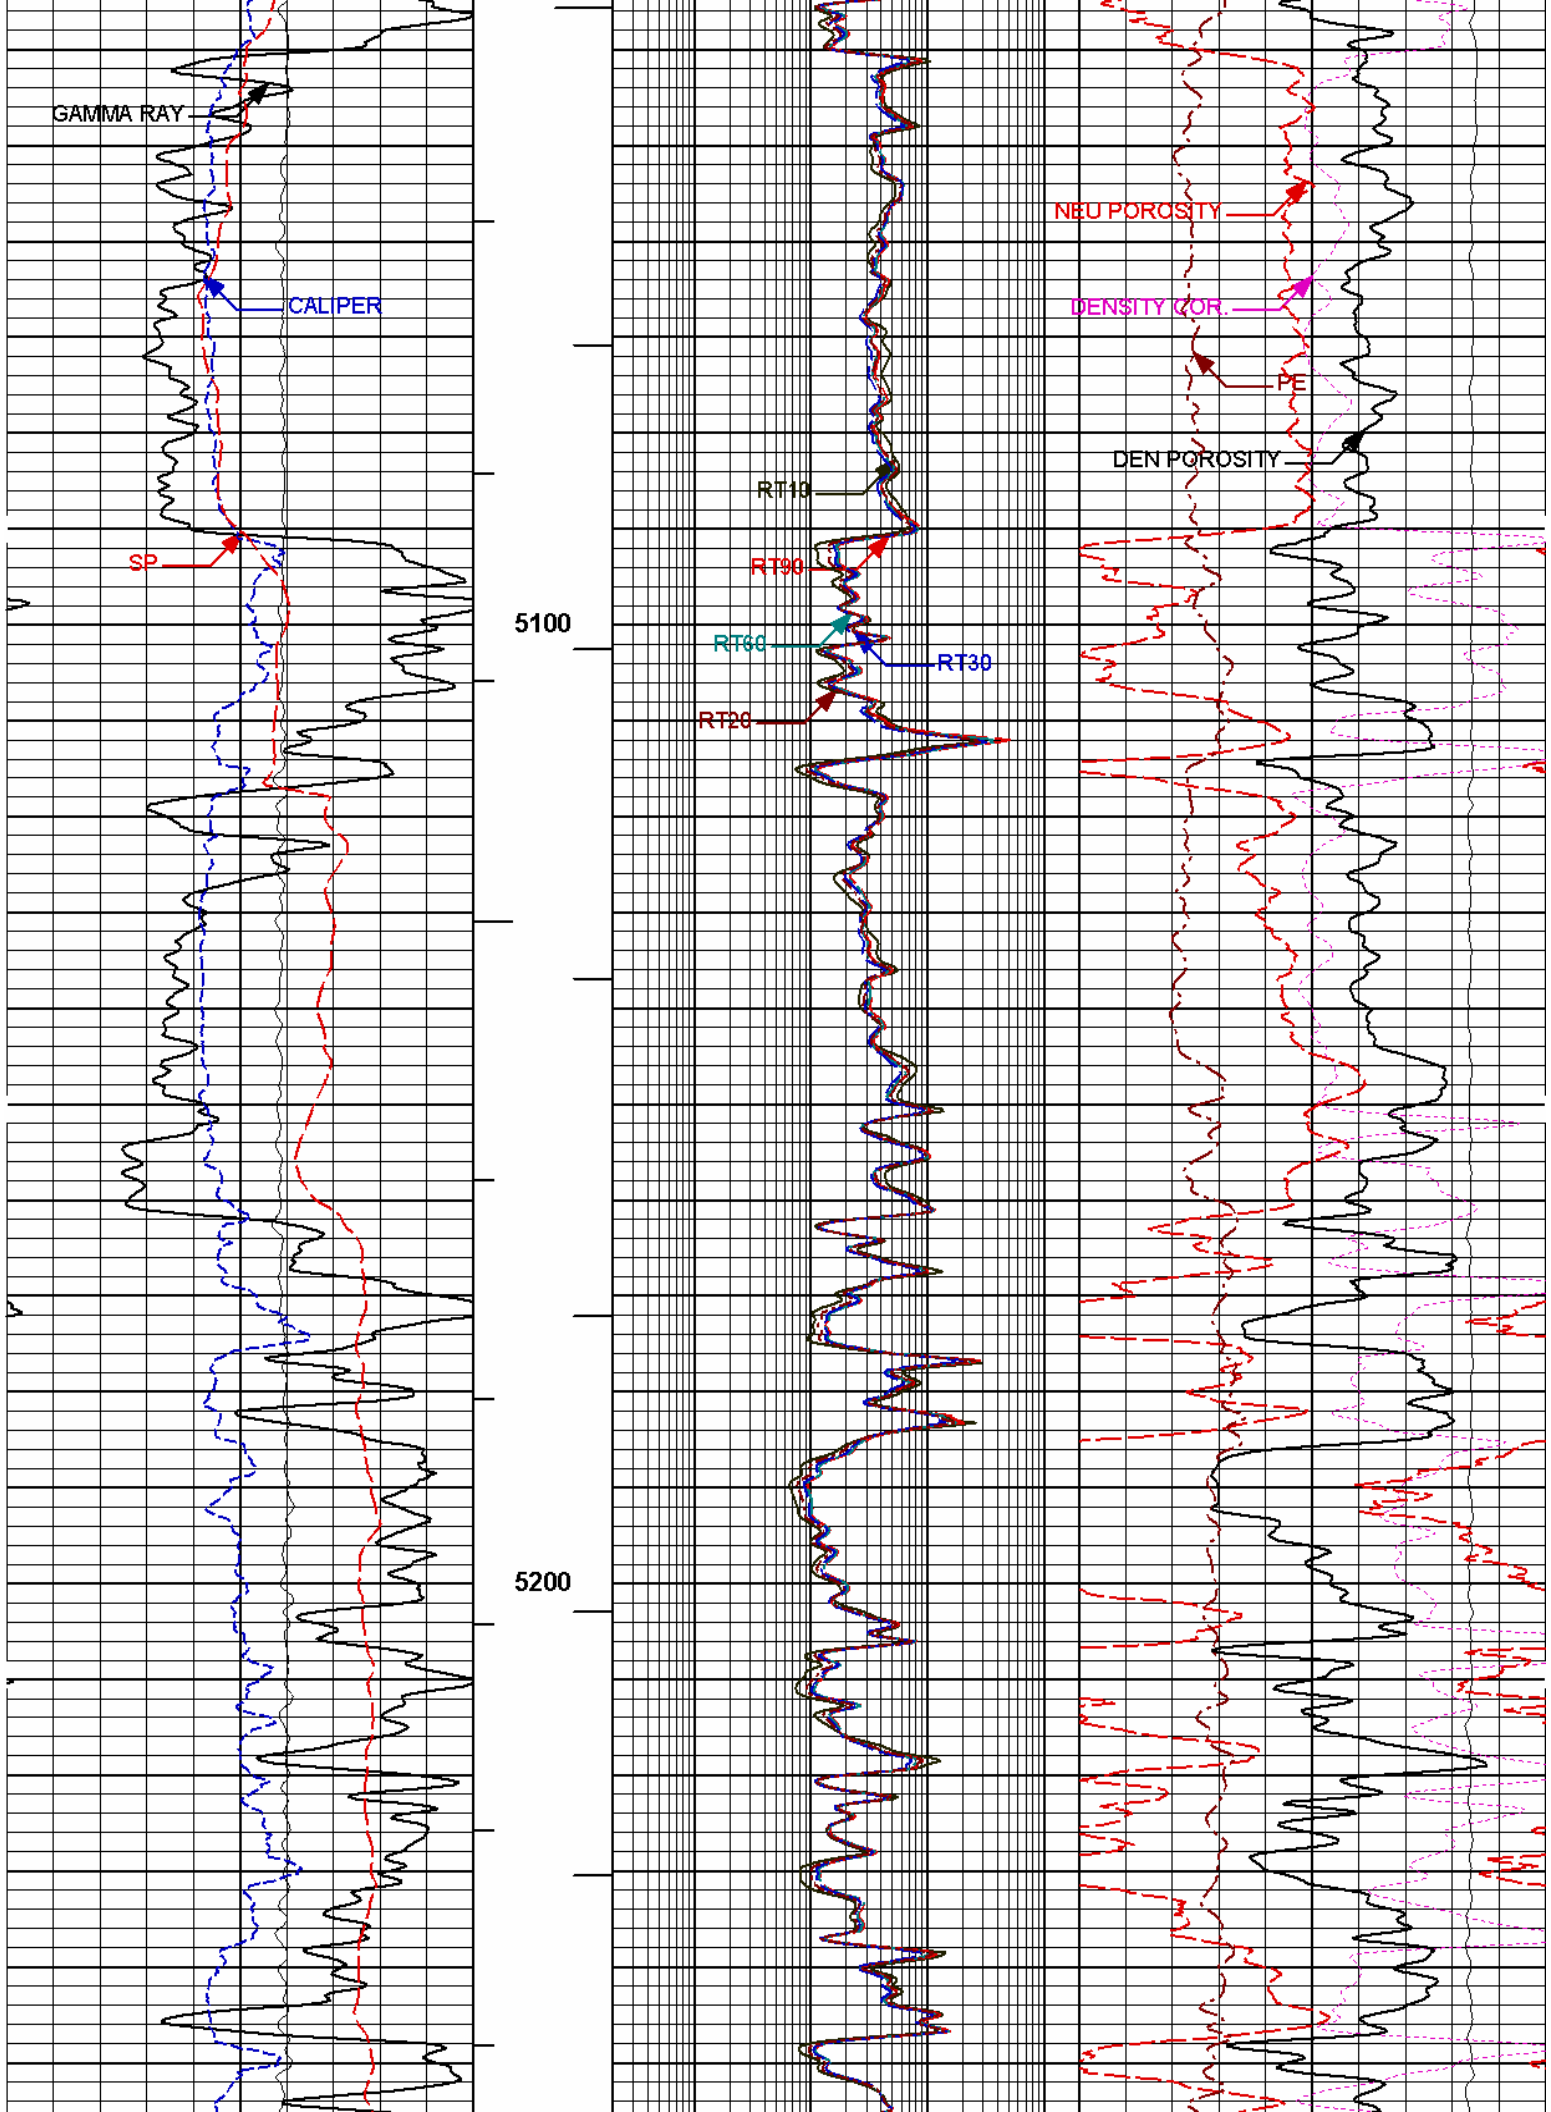 GAMMA RAY
NEU POROSITY
CALIPER
DENSITY COR.
PE
DEN POROSITY
RT10
SP
RT90
5100
RT60
RT30
RT20
5200